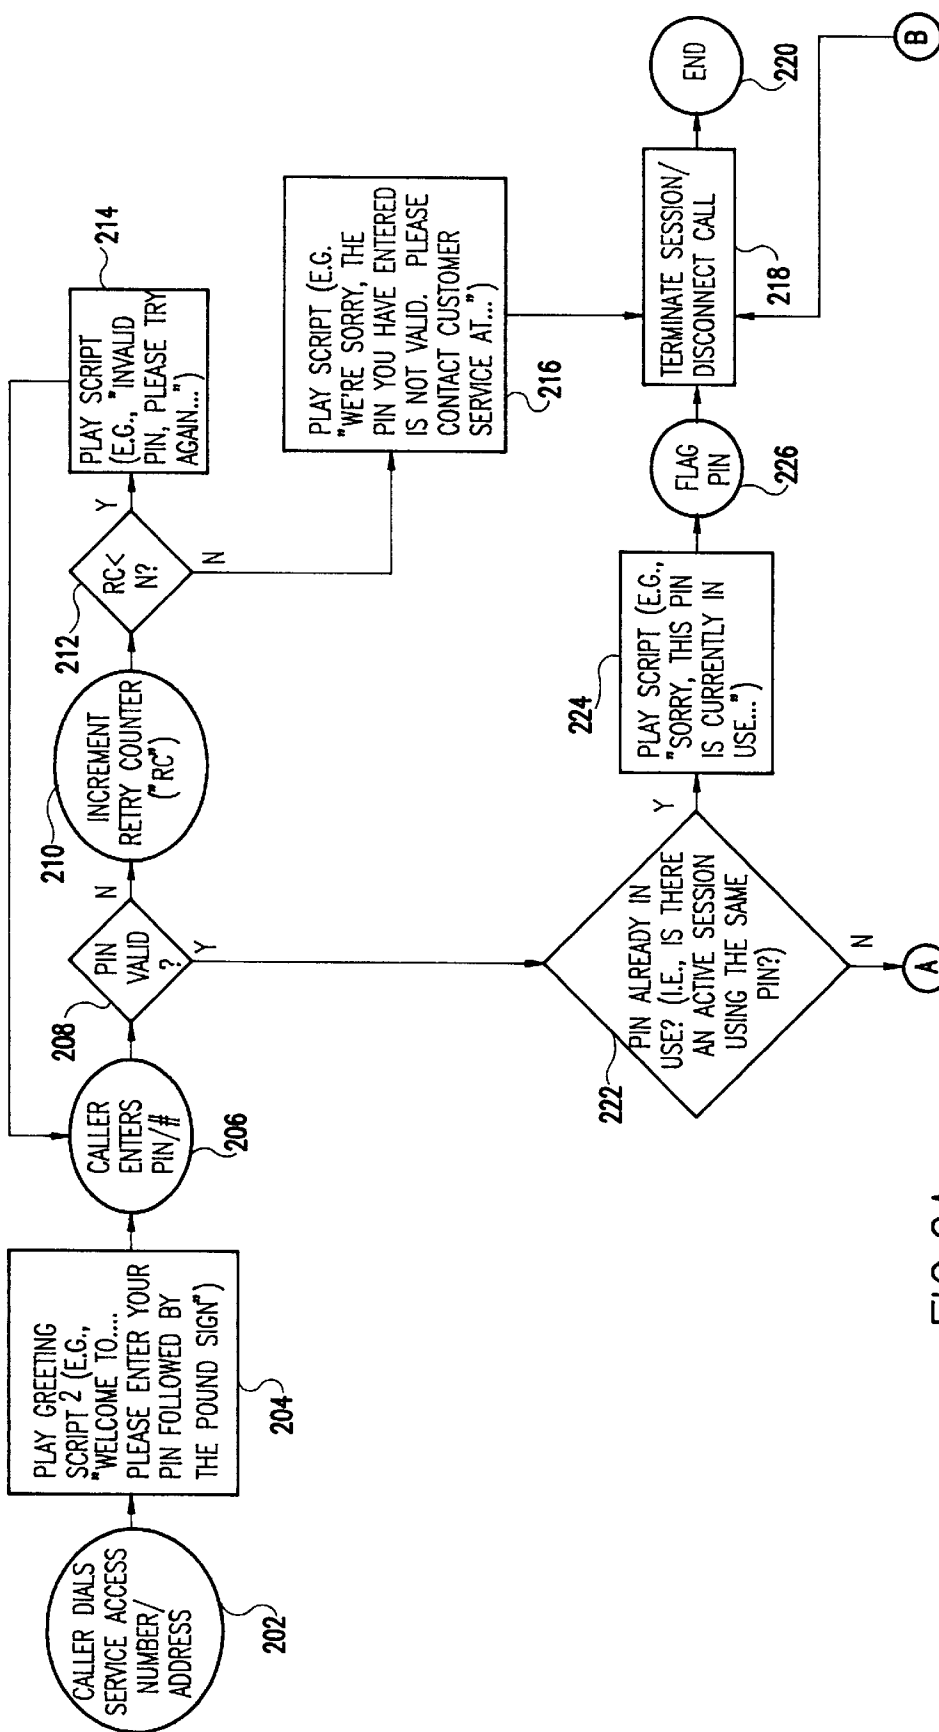 CALLER DIALS
SERVICE ACCESS
NUMBER/
ADDRESS
202
PLAY GREETING
SCRIPT 2 (E.G.,
"WELCOME TO....
PLEASE ENTER YOUR
PIN FOLLOWED BY
THE POUND SIGN")
204
CALLER
ENTERS
PIN/#
206
PIN
VALID
?
208
N
Y
INCREMENT
RETRY COUNTER
("RC")
210
RC<
N?
212
Y
N
PLAY SCRIPT
(E.G., "INVALID
PIN, PLEASE TRY
AGAIN...")
214
PLAY SCRIPT (E.G.
"WE'RE SORRY, THE
PIN YOU HAVE ENTERED
IS NOT VALID. PLEASE
CONTACT CUSTOMER
SERVICE AT...")
216
PIN ALREADY IN
USE? (I.E., IS THERE
AN ACTIVE SESSION
USING THE SAME
PIN?)
222
Y
N
A
PLAY SCRIPT (E.G.,
"SORRY, THIS PIN
IS CURRENTLY IN
USE...")
224
FLAG
PIN
226
TERMINATE SESSION/
DISCONNECT CALL
218
END
220
B